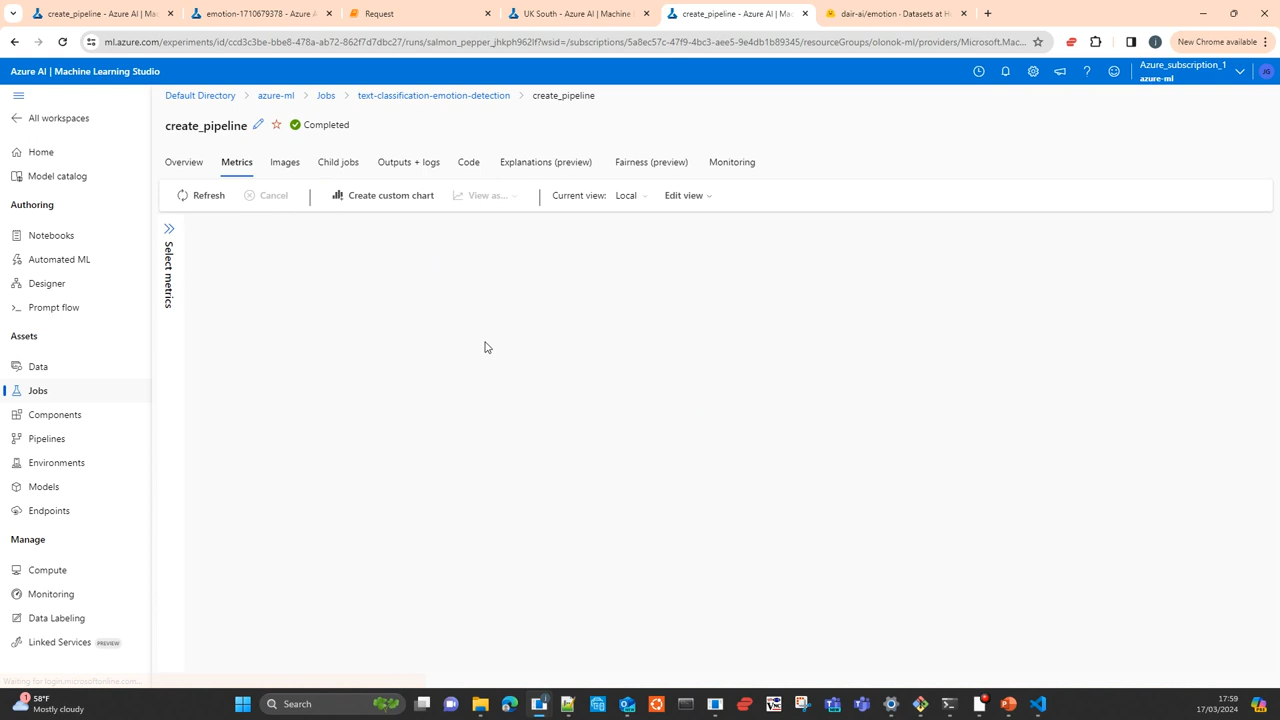 create_pipeline - Azure AI | Mac
emotion-1710679378 - Azure A
Request
UK South - Azure AI | Machine
create_pipeline - Azure AI | Mac
dair-ai/emotion · Datasets at H
ml.azure.com/experiments/id/ccd3c3be-bbe8-478a-ab72-862f7d7dbc27/runs/salmon_pepper_jhkph962lf?wsid=/subscriptions/5a8ec57c-47f9-4bc3-aee5-9e4db1b89345/resourceGroups/olonok-ml/providers/Microsoft.Mac...
New Chrome available
Azure AI | Machine Learning Studio
Azure_subscription_1
azure-ml
JG
Default Directory
azure-ml
Jobs
text-classification-emotion-detection
create_pipeline
All workspaces
create_pipeline
Completed
Home
Model catalog
Overview
Metrics
Images
Child jobs
Outputs + logs
Code
Explanations (preview)
Fairness (preview)
Monitoring
Refresh
Cancel
Create custom chart
View as...
Current view:
Local
Edit view
Authoring
Notebooks
Automated ML
Designer
Prompt flow
Select metrics
Assets
Data
Jobs
Components
Pipelines
Environments
Models
Endpoints
Manage
Compute
Monitoring
Data Labeling
Linked Services
PREVIEW
Waiting for login.microsoftonline.com...
1
58°F
Mostly cloudy
Search
17:59
17/03/2024